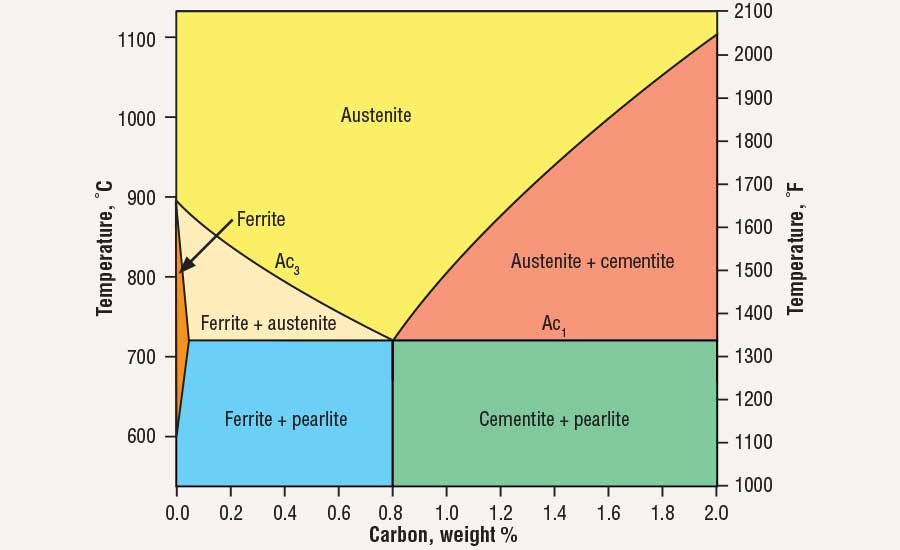 2100
1100
2000
1900
Austenite
1000
1800
1700
900
Ferrite
1600
Ac3
Austenite + cementite
Temperature, °C
Temperature, °F
800
1500
1400
Ferrite + austenite
Ac1
700
1300
1200
Ferrite + pearlite
Cementite + pearlite
600
1100
1000
0.0 0.2 0.4 0.6 0.8 1.0 1.2 1.4 1.6 1.8 2.0
Carbon, weight %